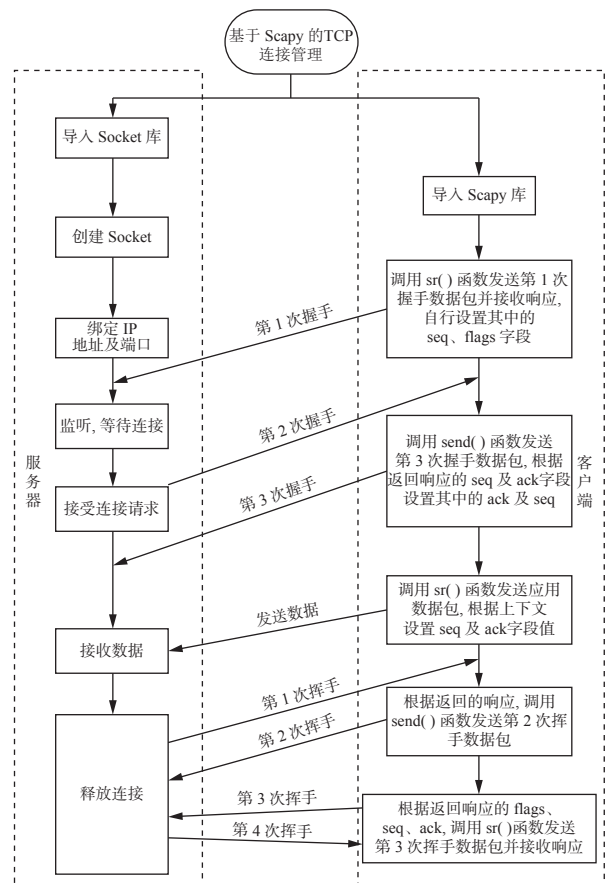 基于 Scapy 的TCP
连接管理
导入 Socket 库
创建 Socket
绑定 IP
地址及端口
监听, 等待连接
接受连接请求
接收数据
释放连接
服务器
第 1 次握手
第 2 次握手
第 3 次握手
发送数据
第 1 次挥手
第 2 次挥手
第 3 次挥手
第 4 次挥手
导入 Scapy 库
调用 sr( ) 函数发送第 1 次
握手数据包并接收响应,
自行设置其中的
seq、flags 字段
调用 send( ) 函数发送
第 3 次握手数据包, 根据
返回响应的 seq 及 ack字段
设置其中的 ack 及 seq
调用 sr( ) 函数发送应用
数据包, 根据上下文
设置 seq 及 ack字段值
根据返回的响应, 调用
send( ) 函数发送第 2 次挥
手数据包
根据返回响应的 flags、
seq、ack, 调用 sr( )函数发送
第 3 次挥手数据包并接收响应
客户端